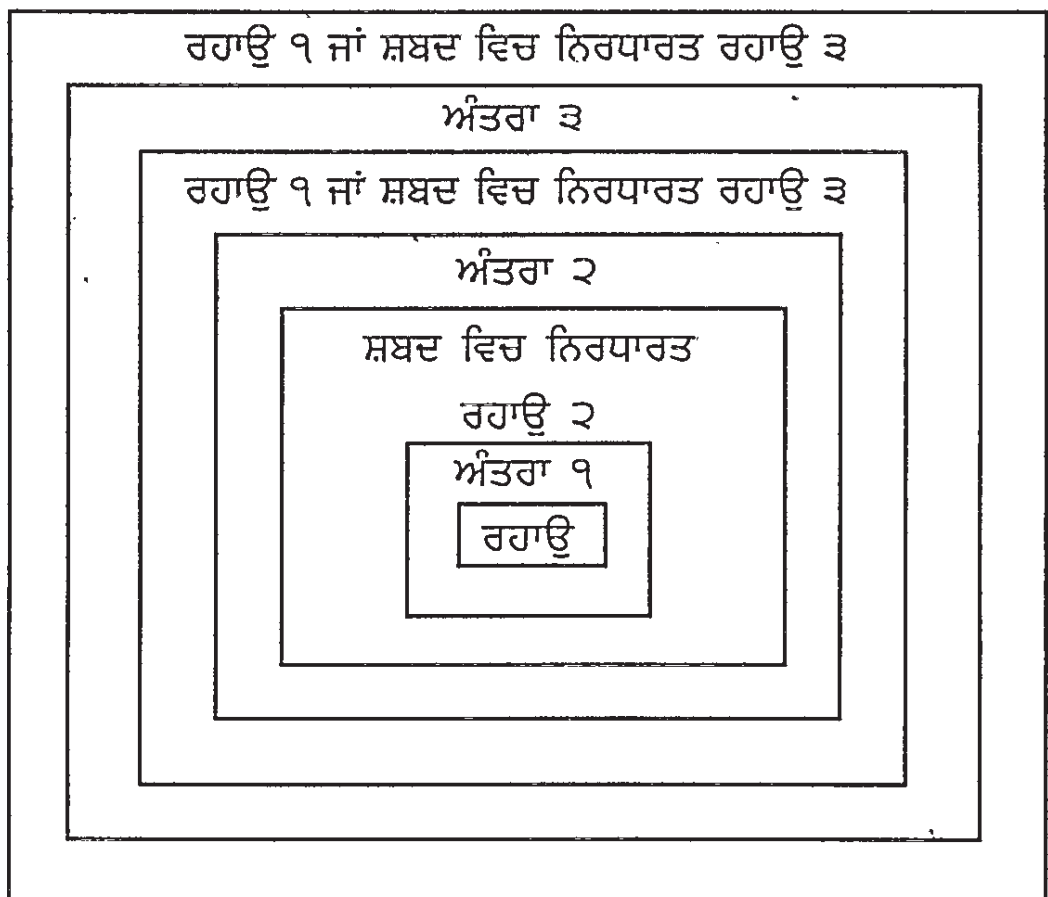 ਰਹਾਉ ੧ ਜਾਂ ਸ਼ਬਦ ਵਿਚ ਨਿਰਧਾਰਤ ਰਹਾਉ ੩
ਅੰਤਰਾ ੩
ਰਹਾਉ ੧ ਜਾਂ ਸ਼ਬਦ ਵਿਚ ਨਿਰਧਾਰਤ ਰਹਾਉ ੩
ਅੰਤਰਾ ੨
ਸ਼ਬਦ ਵਿਚ ਨਿਰਧਾਰਤ
ਰਹਾਉ ੨
ਅੰਤਰਾ ੧
ਰਹਾਉ